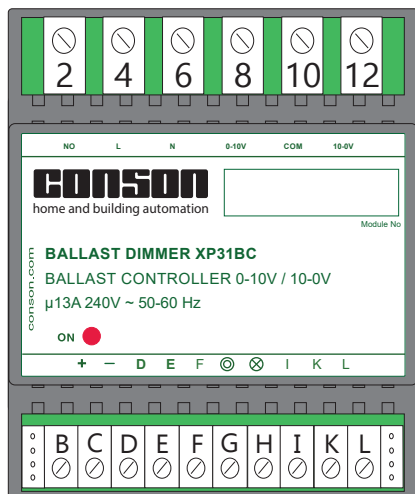 2 4 6 8 10 12
NO L N 0-10V COM 10-0V
CONSON
home and building automation
Module No
conson.com
BALLAST DIMMER XP31BC
BALLAST CONTROLLER 0-10V / 10-0V
µ13A 240V ~ 50-60 Hz
ON
+ — D E F ◎ ⊗ I K L
B C D E F G H I K L